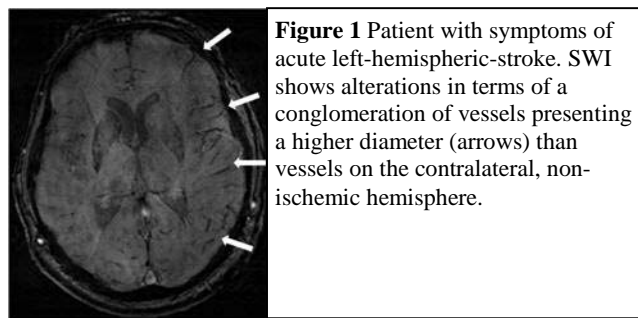 Figure 1 Patient with symptoms of
acute left-hemispheric-stroke. SWI
shows alterations in terms of a
conglomeration of vessels presenting
a higher diameter (arrows) than
vessels on the contralateral, non-
ischemic hemisphere.